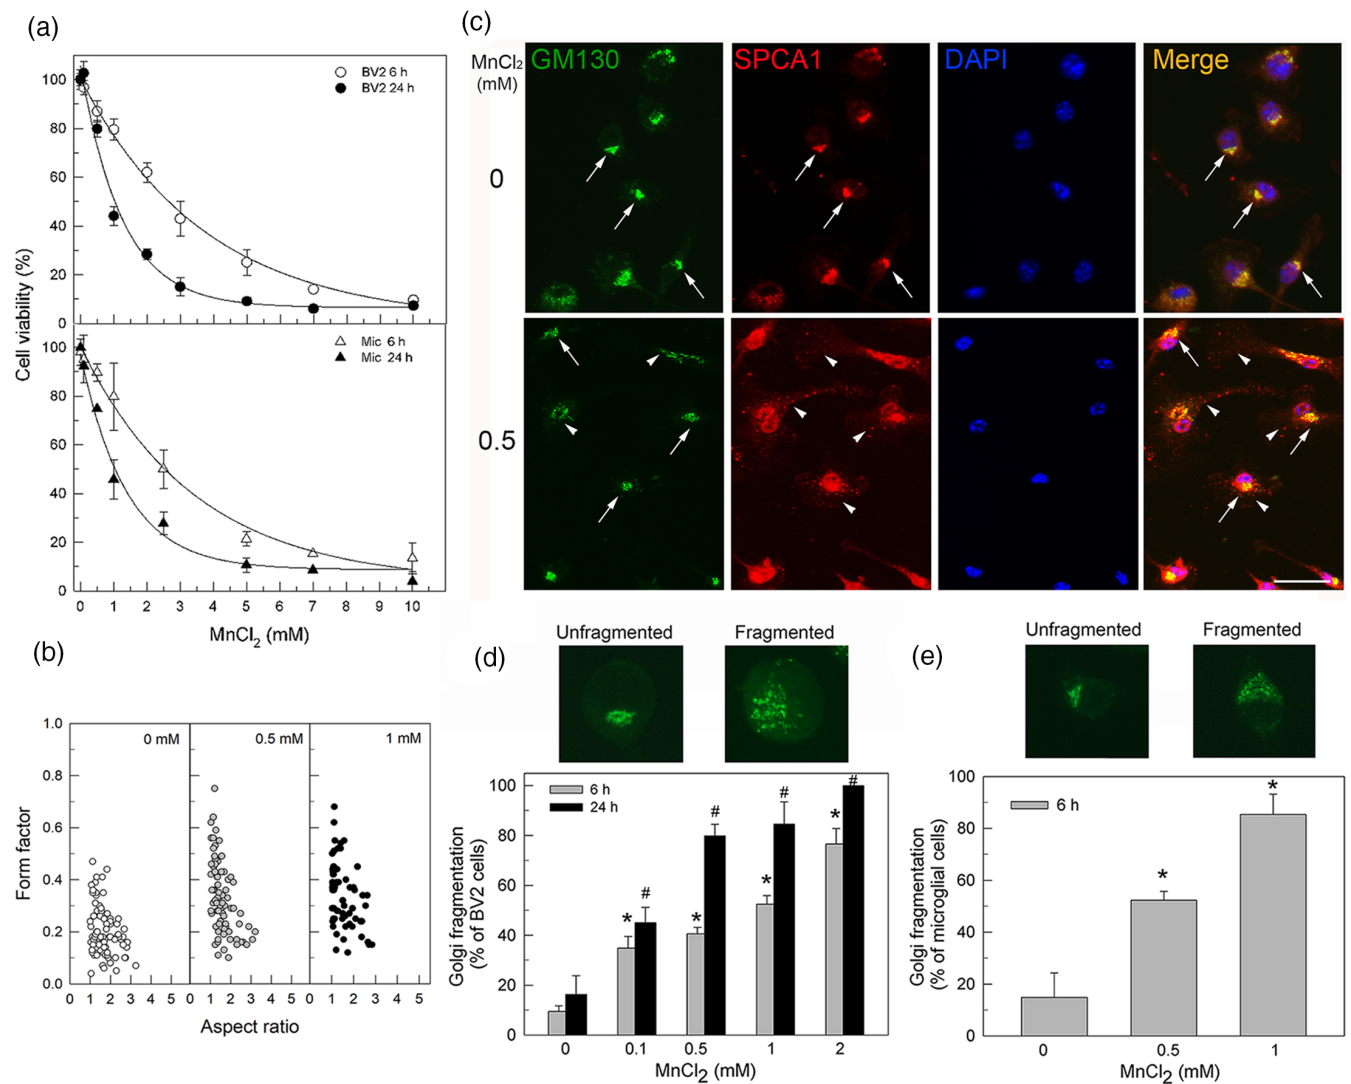 (a)
100
80
60
40
20
0
BV2 6 h
BV2 24 h
100
80
60
40
20
0
Mic 6 h
Mic 24 h
Cell viability (%)
0 1 2 3 4 5 6 7 8 9 10
MnCl2 (mM)
(c)
MnCl2
(mM)
GM130
SPCA1
DAPI
Merge
0
0.5
(b)
1.0
0.8
0.6
0.4
0.2
0.0
Form factor
0 mM
0.5 mM
1 mM
0 1 2 3 4 5 0 1 2 3 4 5 0 1 2 3 4 5
Aspect ratio
(d)
Unfragmented
Fragmented
Golgi fragmentation
(% of BV2 cells)
100
80
60
40
20
0
6 h
24 h
* # * # * # * #
0 0.1 0.5 1 2
MnCl2 (mM)
(e)
Unfragmented
Fragmented
Golgi fragmentation
(% of microglial cells)
100
80
60
40
20
0
6 h
* *
0 0.5 1
MnCl2 (mM)